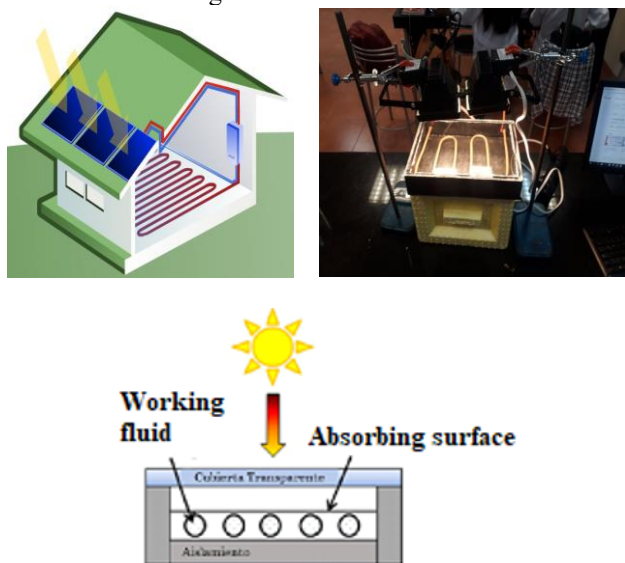 Working
fluid
Absorbing surface
Cubierta Transparente
Aislamiento